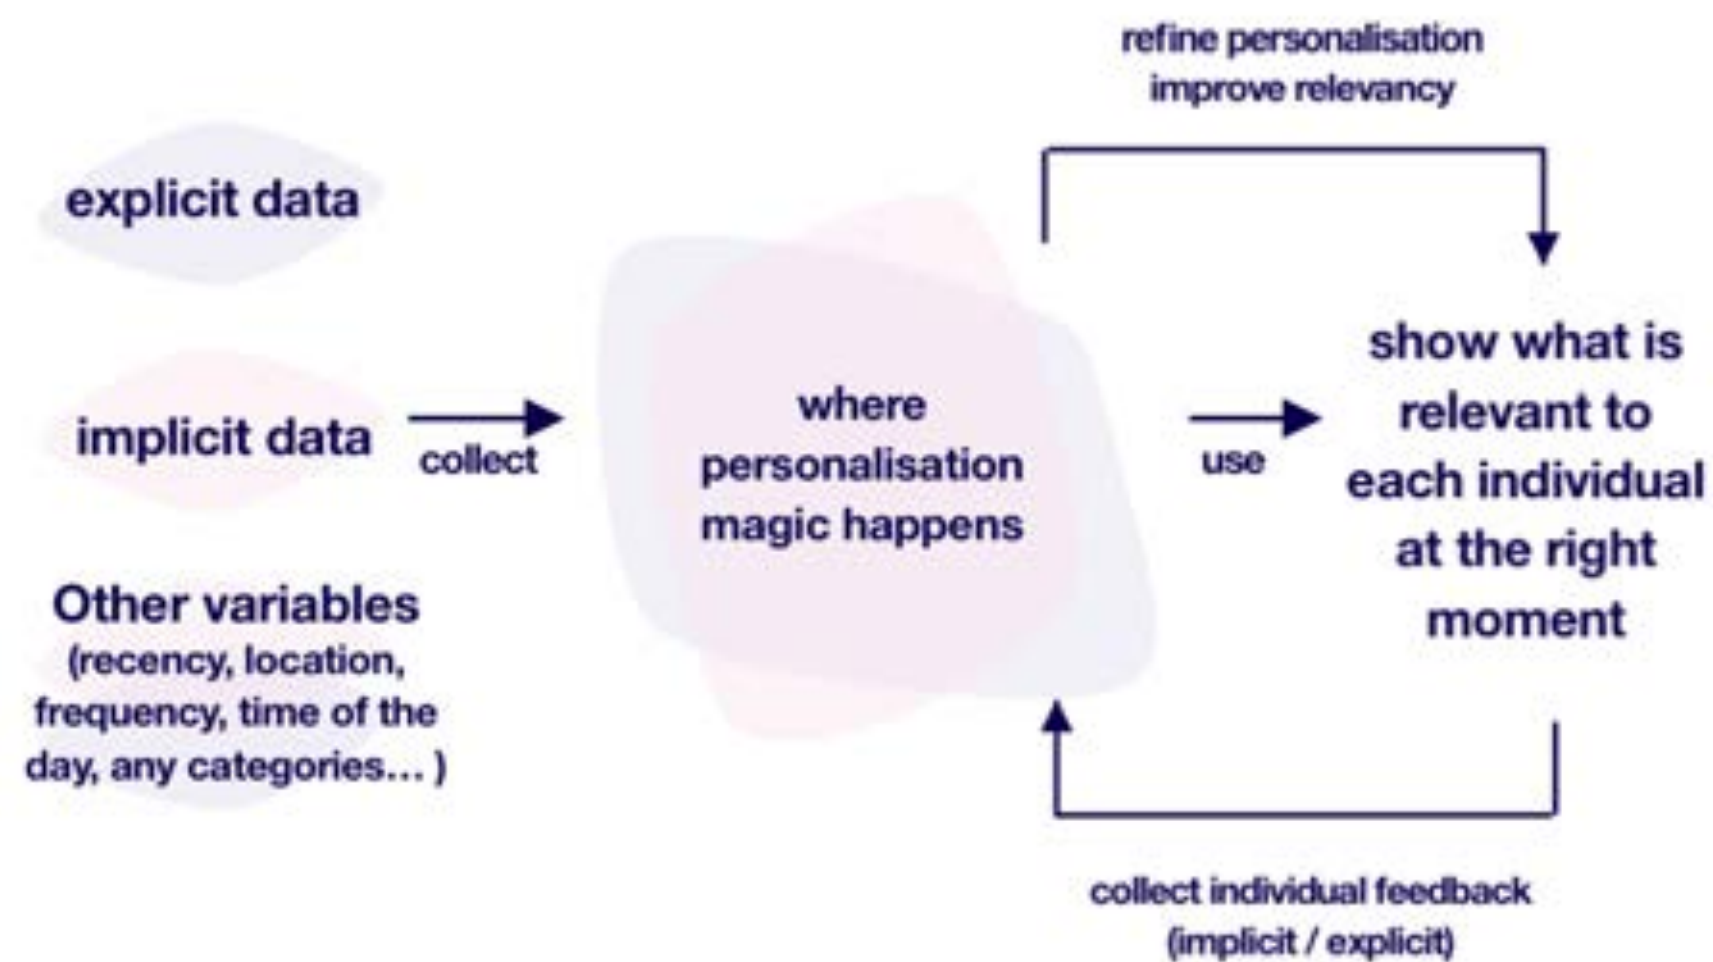 refine personalisation
improve relevancy
explicit data
implicit data
collect
Other variables
(recency, location,
frequency, time of the
day, any categories... )
where
personalisation
magic happens
use
show what is
relevant to
each individual
at the right
moment
collect individual feedback
(implicit / explicit)